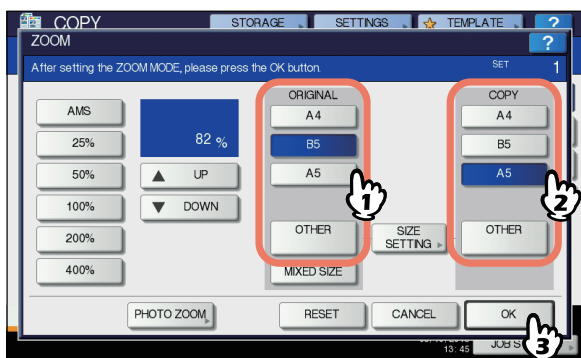 COPY STORAGE SETTINGS TEMPLATE ?
ZOOM ?
After setting the ZOOM MODE, please press the OK button. SET 1
ORIGINAL COPY
AMS A4 A4
25% 82 % B5 B5
50% ▲ UP A5 A5
1 2
100% ▼ DOWN
200% OTHER SIZE SETTING ▶ OTHER
400% MIXED SIZE
PHOTO ZOOM RESET CANCEL OK
3
13:45 JOB S